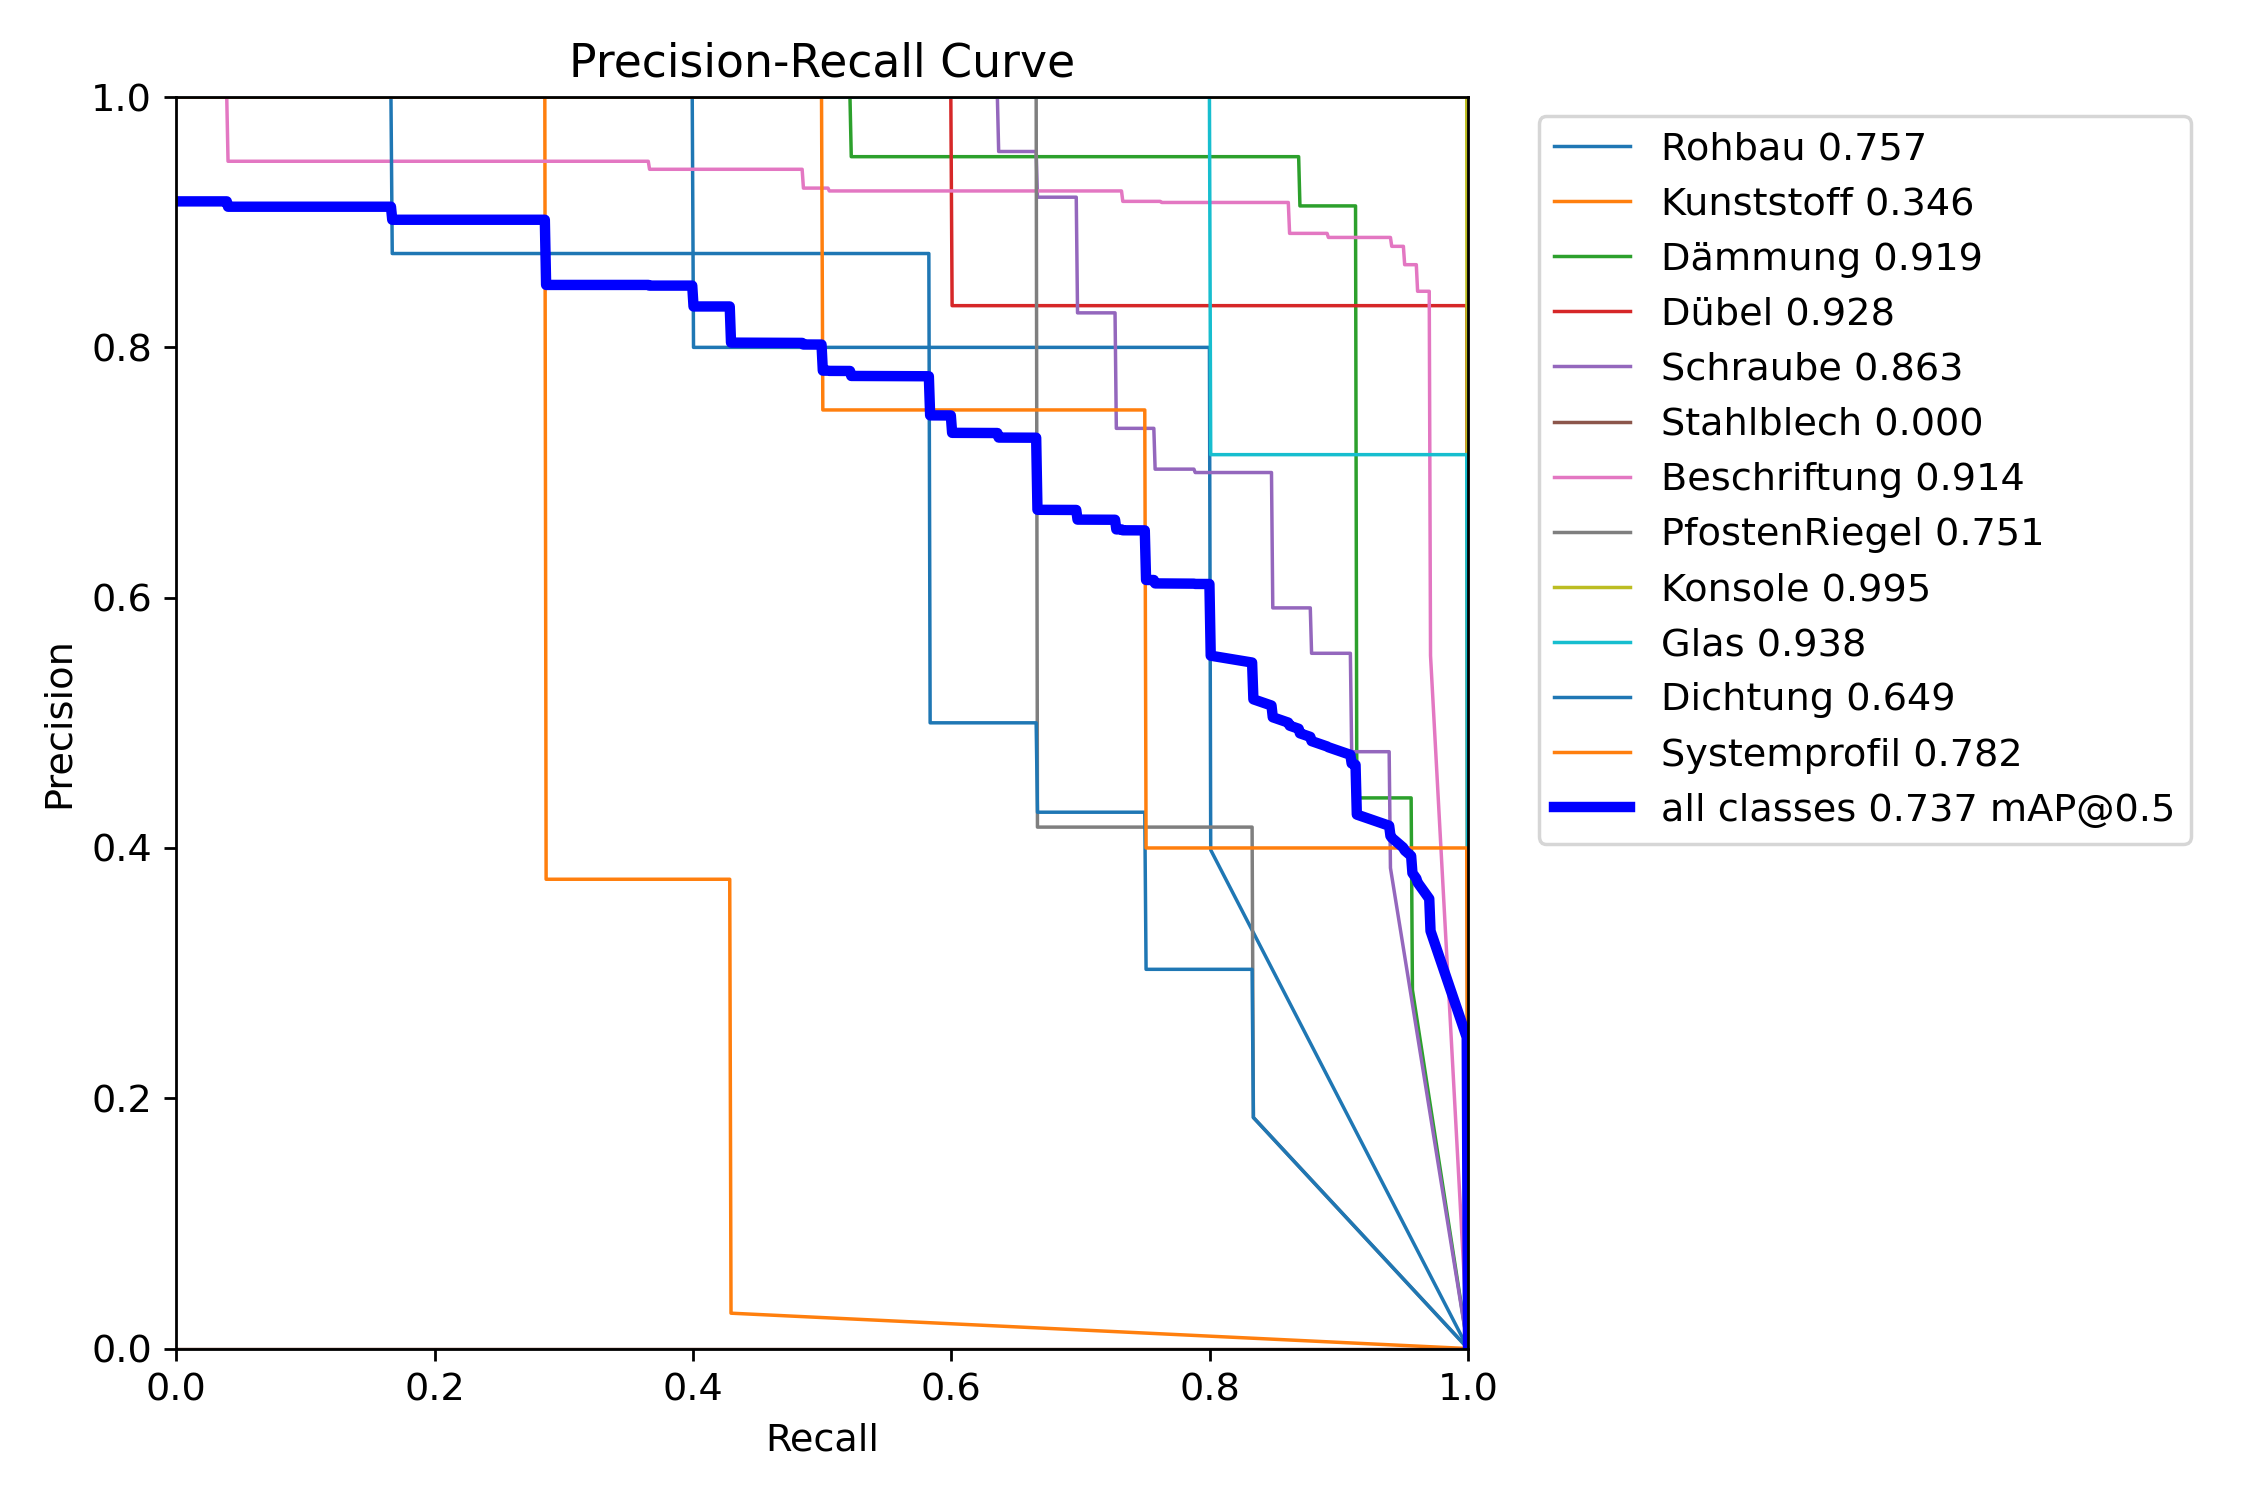 Precision-Recall Curve
1.0
0.8
0.6
0.4
0.2
0.0
Precision
0.0 0.2 0.4 0.6 0.8 1.0
Recall
Rohbau 0.757
Kunststoff 0.346
Dämmung 0.919
Dübel 0.928
Schraube 0.863
Stahlblech 0.000
Beschriftung 0.914
PfostenRiegel 0.751
Konsole 0.995
Glas 0.938
Dichtung 0.649
Systemprofil 0.782
all classes 0.737 mAP@0.5